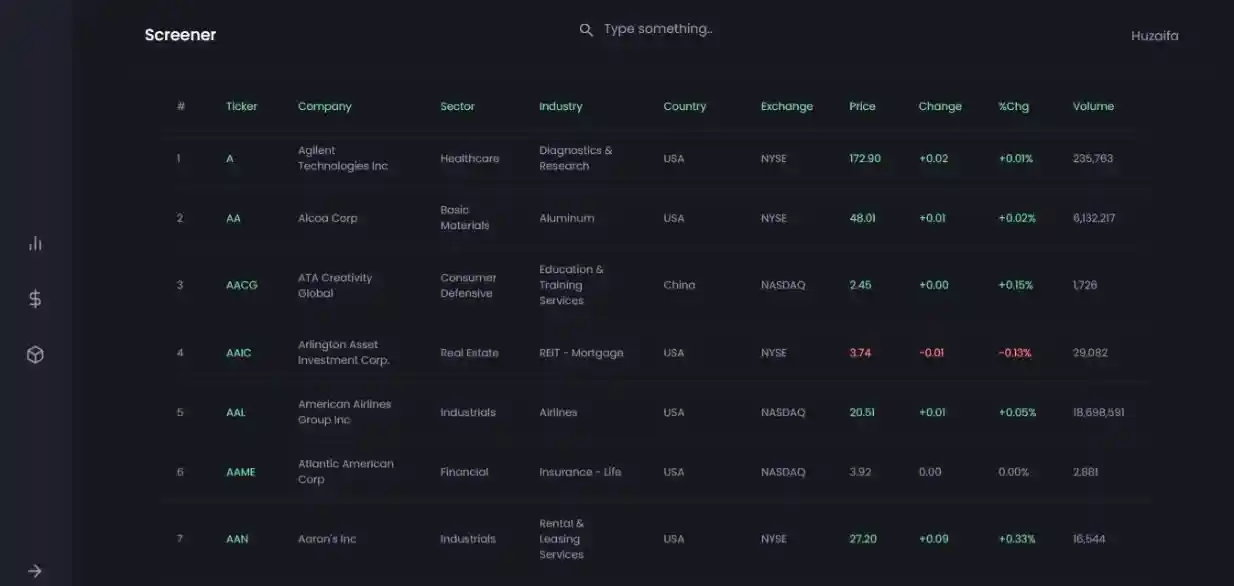 Screener
Type something..
Huzaifa
# Ticker Company Sector Industry Country Exchange Price Change %Chg Volume
1 A Agilent Technologies Inc Healthcare Diagnostics & Research USA NYSE 172.90 +0.02 +0.01% 235,763
2 AA Alcoa Corp Basic Materials Aluminum USA NYSE 48.01 +0.01 +0.02% 6,132,217
3 AACG ATA Creativity Global Consumer Defensive Education & Training Services China NASDAQ 2.45 +0.00 +0.15% 1,726
4 AAIC Arlington Asset Investment Corp. Real Estate REIT - Mortgage USA NYSE 3.74 -0.01 -0.13% 29,082
5 AAL American Airlines Group Inc Industrials Airlines USA NASDAQ 20.51 +0.01 +0.05% 18,698,591
6 AAME Atlantic American Corp Financial Insurance - Life USA NASDAQ 3.92 0.00 0.00% 2,881
7 AAN Aaron's Inc Industrials Rental & Leasing Services USA NYSE 27.20 +0.09 +0.33% 16,544